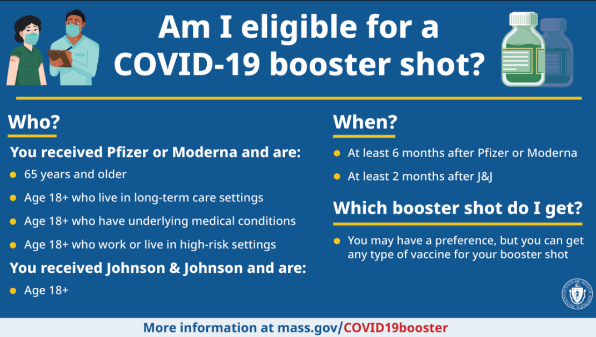 Am I eligible for a
COVID-19 booster shot?
Who?
You received Pfizer or Moderna and are:
65 years and older
Age 18+ who live in long-term care settings
Age 18+ who have underlying medical conditions
Age 18+ who work or live in high-risk settings
You received Johnson & Johnson and are:
Age 18+
When?
At least 6 months after Pfizer or Moderna
At least 2 months after J&J
Which booster shot do I get?
You may have a preference, but you can get
any type of vaccine for your booster shot
More information at mass.gov/COVID19booster